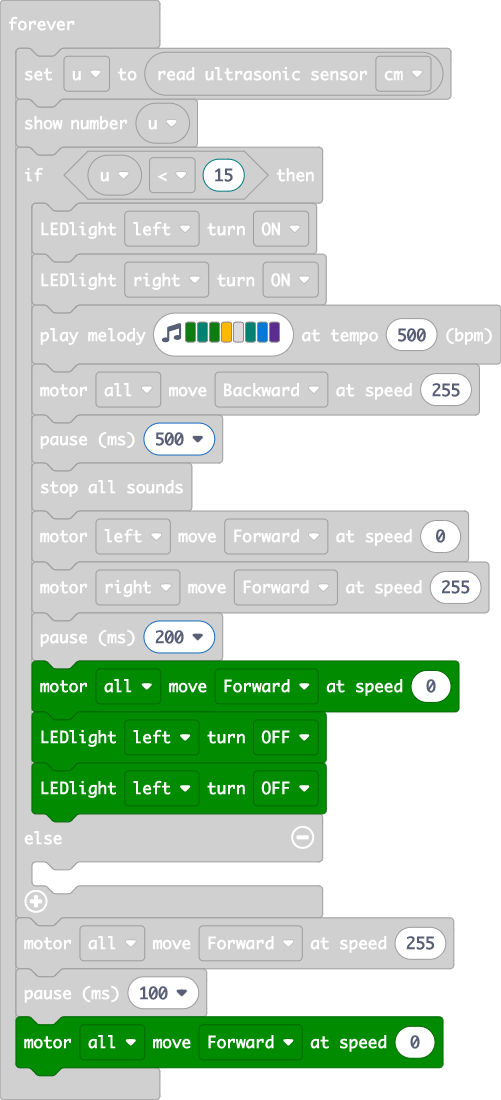 forever
set u to read ultrasonic sensor cm
show number u
if u < 15 then
LEDlight left turn ON
LEDlight right turn ON
play melody at tempo 500 (bpm)
motor all move Backward at speed 255
pause (ms) 500
stop all sounds
motor left move Forward at speed 0
motor right move Forward at speed 255
pause (ms) 200
motor all move Forward at speed 0
LEDlight left turn OFF
LEDlight left turn OFF
else
motor all move Forward at speed 255
pause (ms) 100
motor all move Forward at speed 0